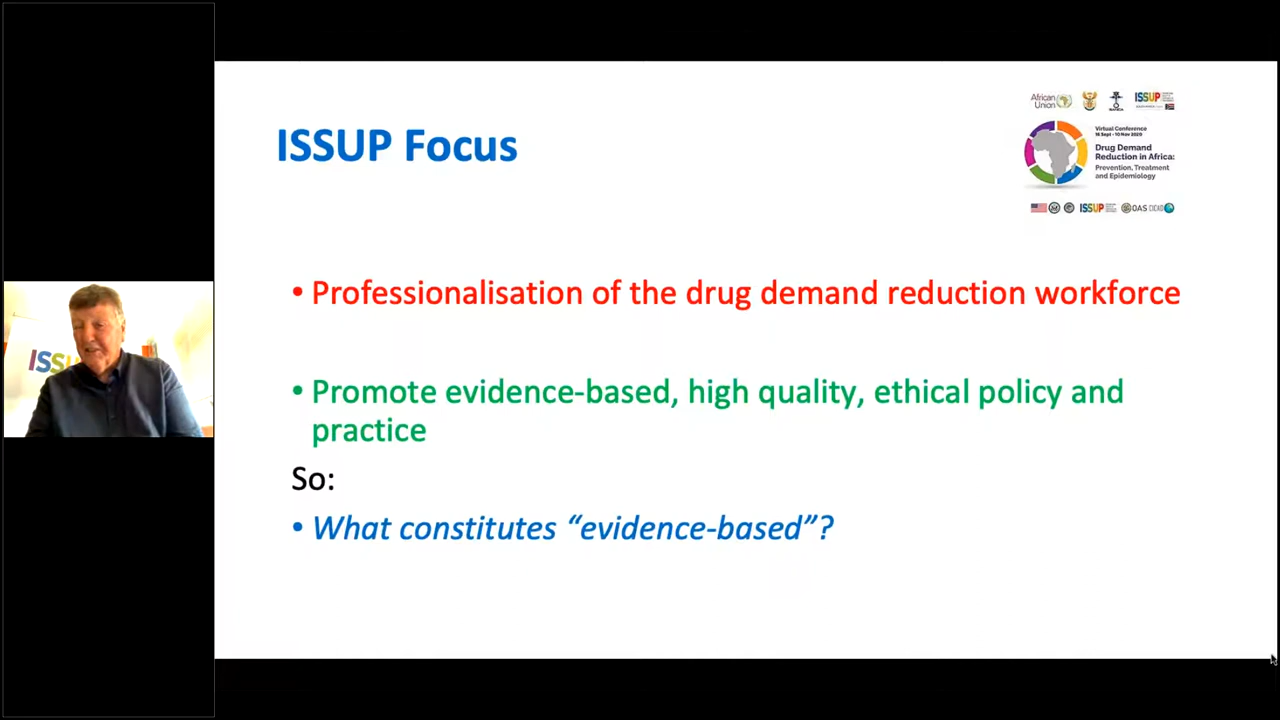 ISSUP Focus
African
Union
ISSUP
Virtual Conference
16 Sept - 10 Nov 2020
Drug Demand
Reduction in Africa:
Prevention, Treatment
and Epidemiology
ISSUP
OAS
• Professionalisation of the drug demand reduction workforce
• Promote evidence-based, high quality, ethical policy and
practice
So:
• What constitutes “evidence-based”?
ISSU